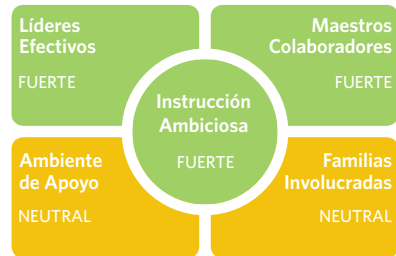 Líderes
Efectivos
FUERTE
Maestros
Colaboradores
FUERTE
Instrucción
Ambiciosa
FUERTE
Ambiente
de Apoyo
NEUTRAL
Familias
Involucradas
NEUTRAL